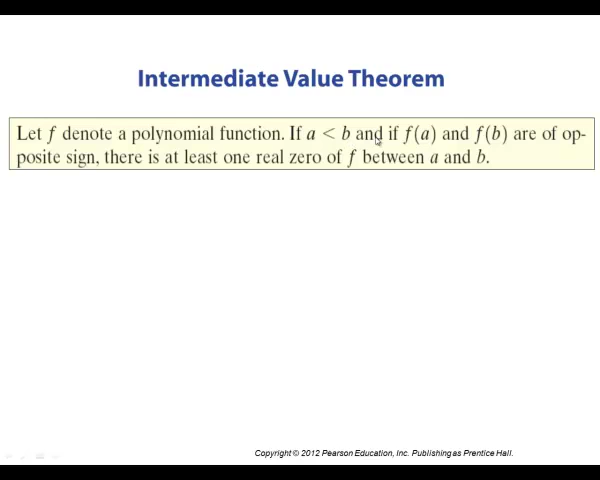 Intermediate Value Theorem
Let f denote a polynomial function. If a < b and if f(a) and f(b) are of op-
posite sign, there is at least one real zero of f between a and b.
Copyright © 2012 Pearson Education, Inc. Publishing as Prentice Hall.